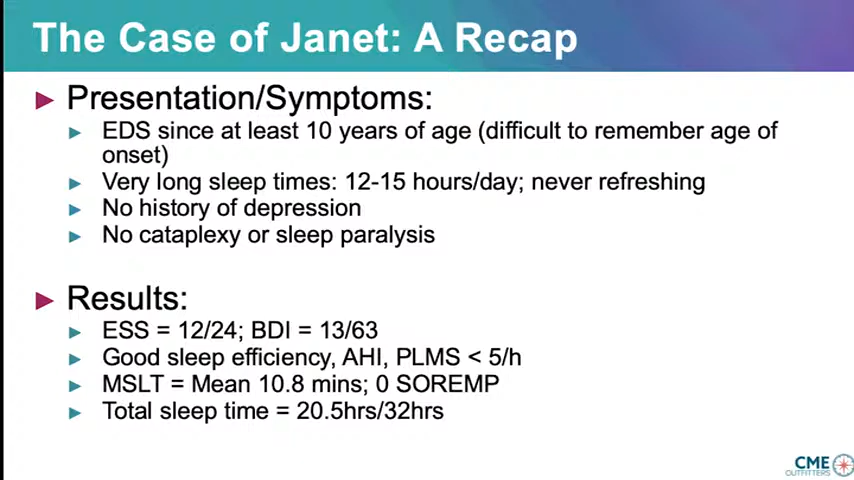 The Case of Janet: A Recap
Presentation/Symptoms:
EDS since at least 10 years of age (difficult to remember age of
onset)
Very long sleep times: 12-15 hours/day; never refreshing
No history of depression
No cataplexy or sleep paralysis
Results:
ESS = 12/24; BDI = 13/63
Good sleep efficiency, AHI, PLMS < 5/h
MSLT = Mean 10.8 mins; 0 SOREMP
Total sleep time = 20.5hrs/32hrs
CME
OUTFITTERS